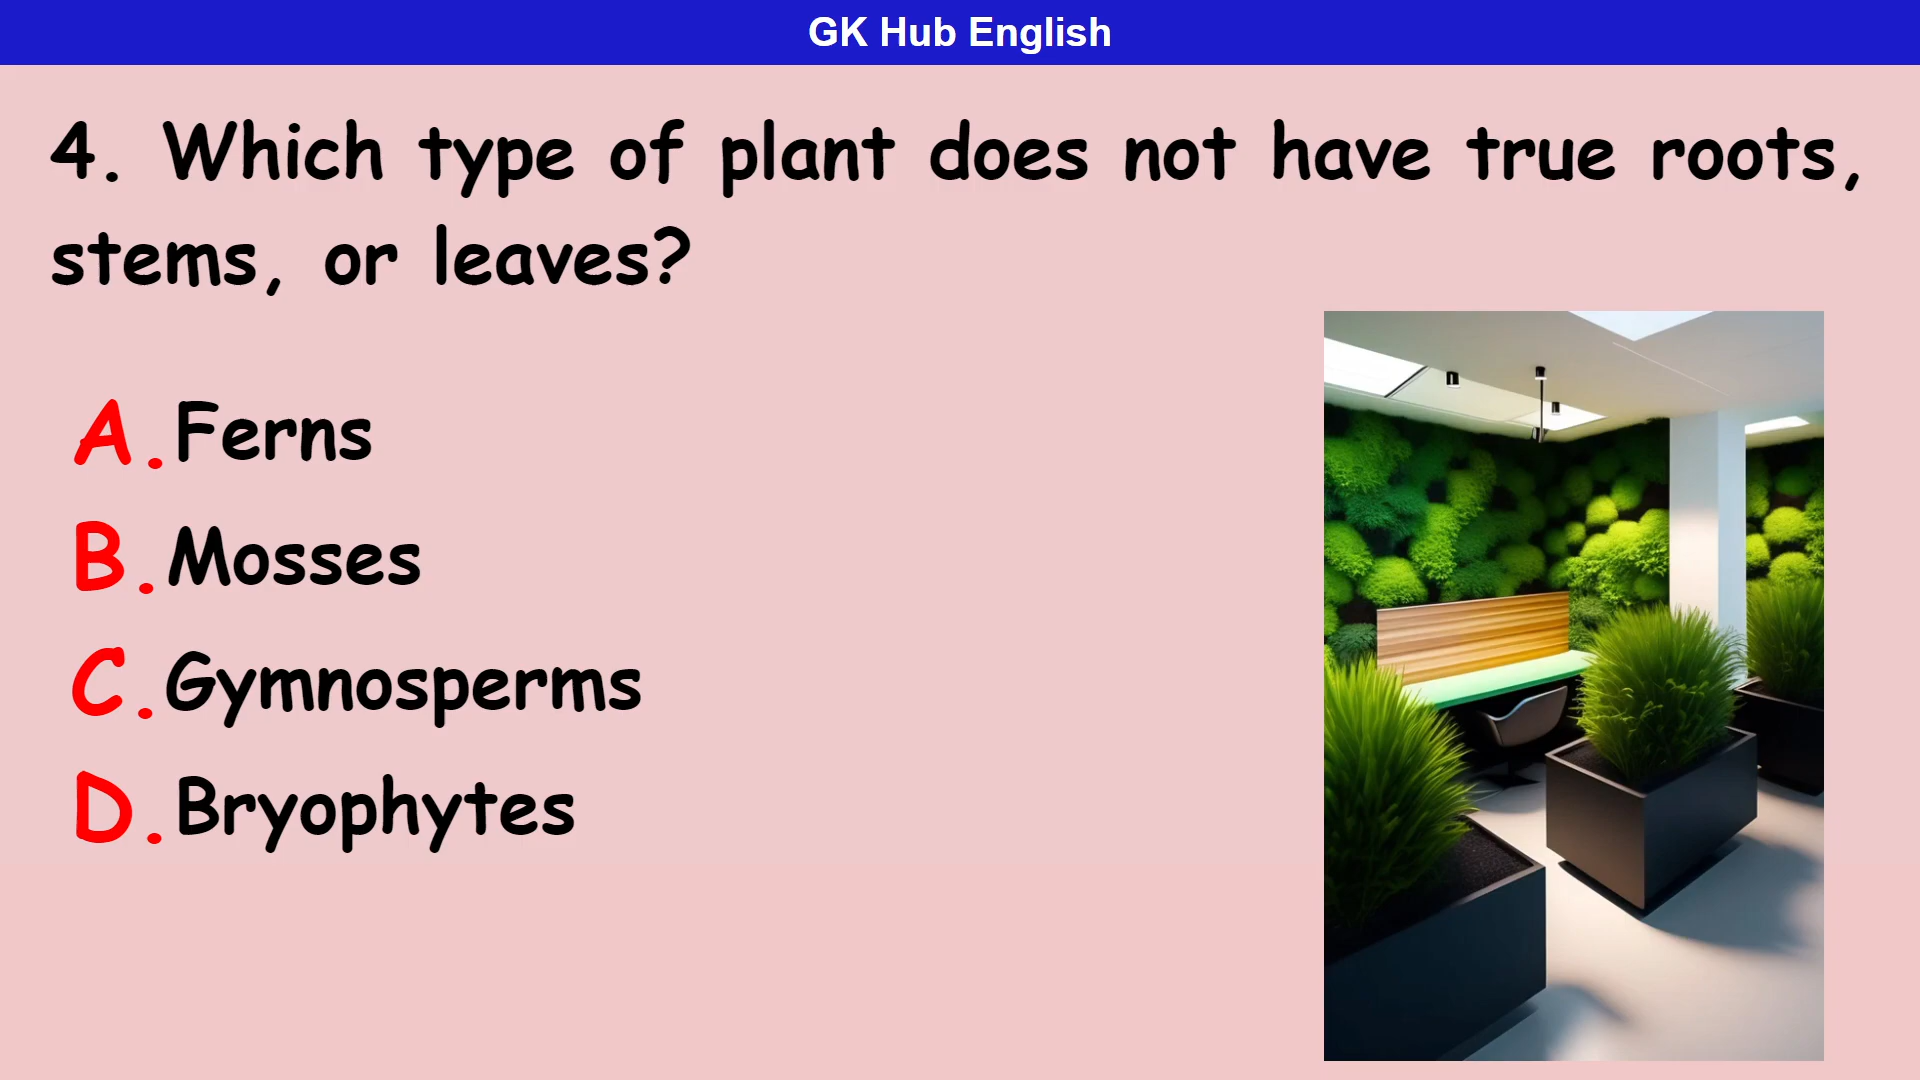 GK Hub English
4. Which type of plant does not have true roots,
stems, or leaves?
A.Ferns
B.Mosses
C.Gymnosperms
D.Bryophytes